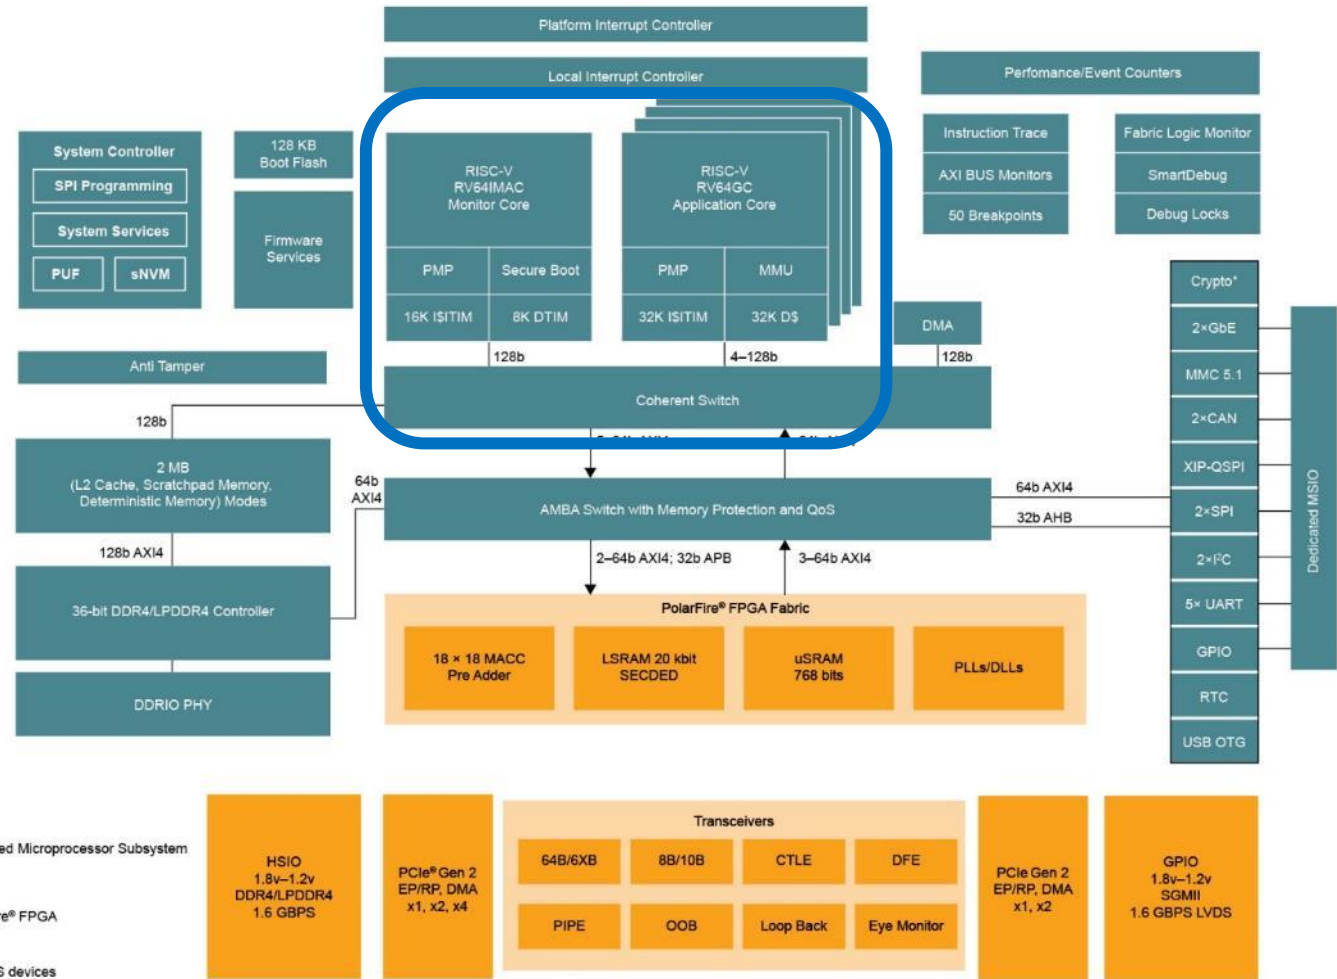 Platform Interrupt Controller
Local Interrupt Controller
Perfomance/Event Counters
System Controller
SPI Programming
System Services
PUF
sNVM
128 KB
Boot Flash
Firmware
Services
RISC-V
RV64IMAC
Monitor Core
PMP
Secure Boot
16K I$ITIM
8K DTIM
128b
RISC-V
RV64GC
Application Core
PMP
MMU
32K I$ITIM
32K D$
4–128b
Instruction Trace
AXI BUS Monitors
50 Breakpoints
Fabric Logic Monitor
SmartDebug
Debug Locks
DMA
128b
Anti Tamper
Coherent Switch
128b
2 MB
(L2 Cache, Scratchpad Memory,
Deterministic Memory) Modes
128b AXI4
36-bit DDR4/LPDDR4 Controller
DDRIO PHY
64b
AXI4
AMBA Switch with Memory Protection and QoS
64b AXI4
32b AHB
2–64b AXI4; 32b APB
3–64b AXI4
PolarFire® FPGA Fabric
18 × 18 MACC
Pre Adder
LSRAM 20 kbit
SECDED
uSRAM
768 bits
PLLs/DLLs
Crypto*
2×GbE
MMC 5.1
2×CAN
XIP-QSPI
2×SPI
2×I²C
5× UART
GPIO
RTC
USB OTG
Dedicated MSIO
ed Microprocessor Subsystem
e® FPGA
S devices
HSIO
1.8v–1.2v
DDR4/LPDDR4
1.6 GBPS
PCIe® Gen 2
EP/RP, DMA
x1, x2, x4
Transceivers
64B/6XB
8B/10B
CTLE
DFE
PIPE
OOB
Loop Back
Eye Monitor
PCIe Gen 2
EP/RP, DMA
x1, x2
GPIO
1.8v–1.2v
SGMII
1.6 GBPS LVDS